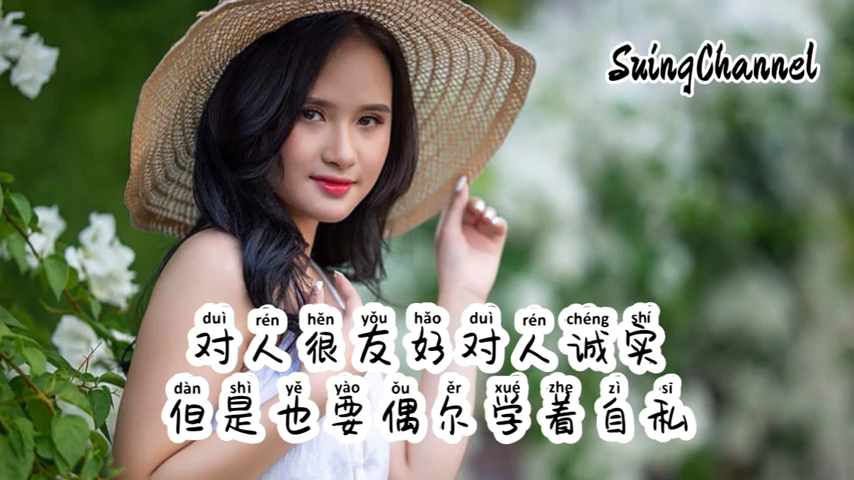 SuingChannel
duì rén hěn yǒu hǎo duì rén chéng shí
对人很友好对人诚实
dàn shì yě yào ǒu ěr xué zhe zì sī
但是也要偶尔学着自私